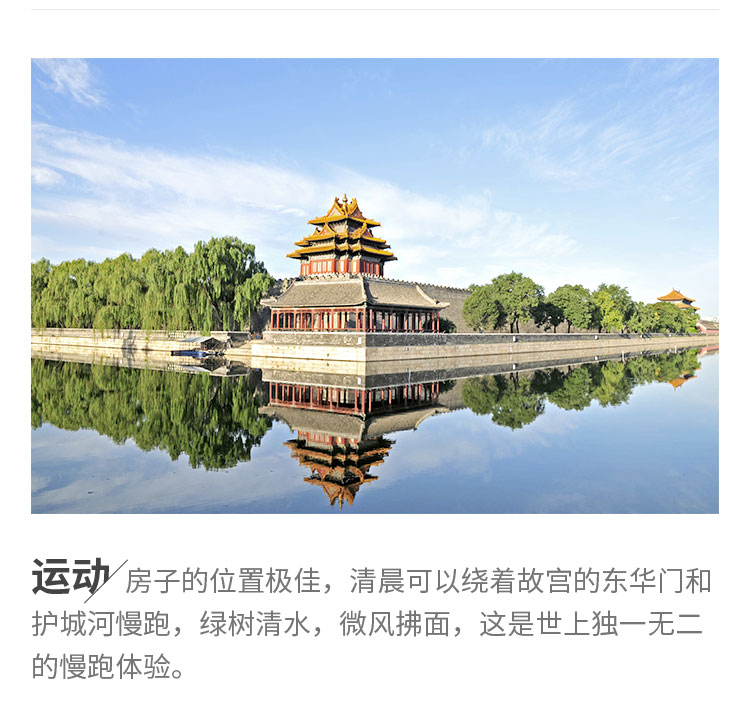 运动/房子的位置极佳，清晨可以绕着故宫的东华门和
护城河慢跑，绿树清水，微风拂面，这是世上独一无二
的慢跑体验。